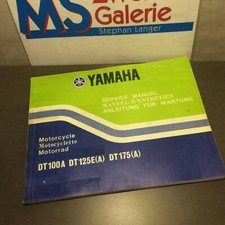 MS
Galerie
Stephan Langer
YAMAHA
SERVICE MANUAL
MANUEL D'ENTRETIEN
ANLEITUNG FÜR WARTUNG
Motorcycle
Motocyclette
Motorrad
DT100A DT125E(A) DT175(A)